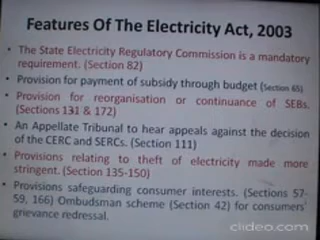 Features Of The Electricity Act, 2003
• The State Electricity Regulatory Commission is a mandatory
requirement. (Section 82)
• Provision for payment of subsidy through budget (Section 65)
• Provision for reorganisation or continuance of SEBs.
(Sections 131 & 172)
• An Appellate Tribunal to hear appeals against the decision
of the CERC and SERCs. (Section 111)
• Provisions relating to theft of electricity made more
stringent. (Section 135-150)
• Provisions safeguarding consumer interests. (Sections 57-
59, 166) Ombudsman scheme (Section 42) for consumers'
grievance redressal.
clideo.com